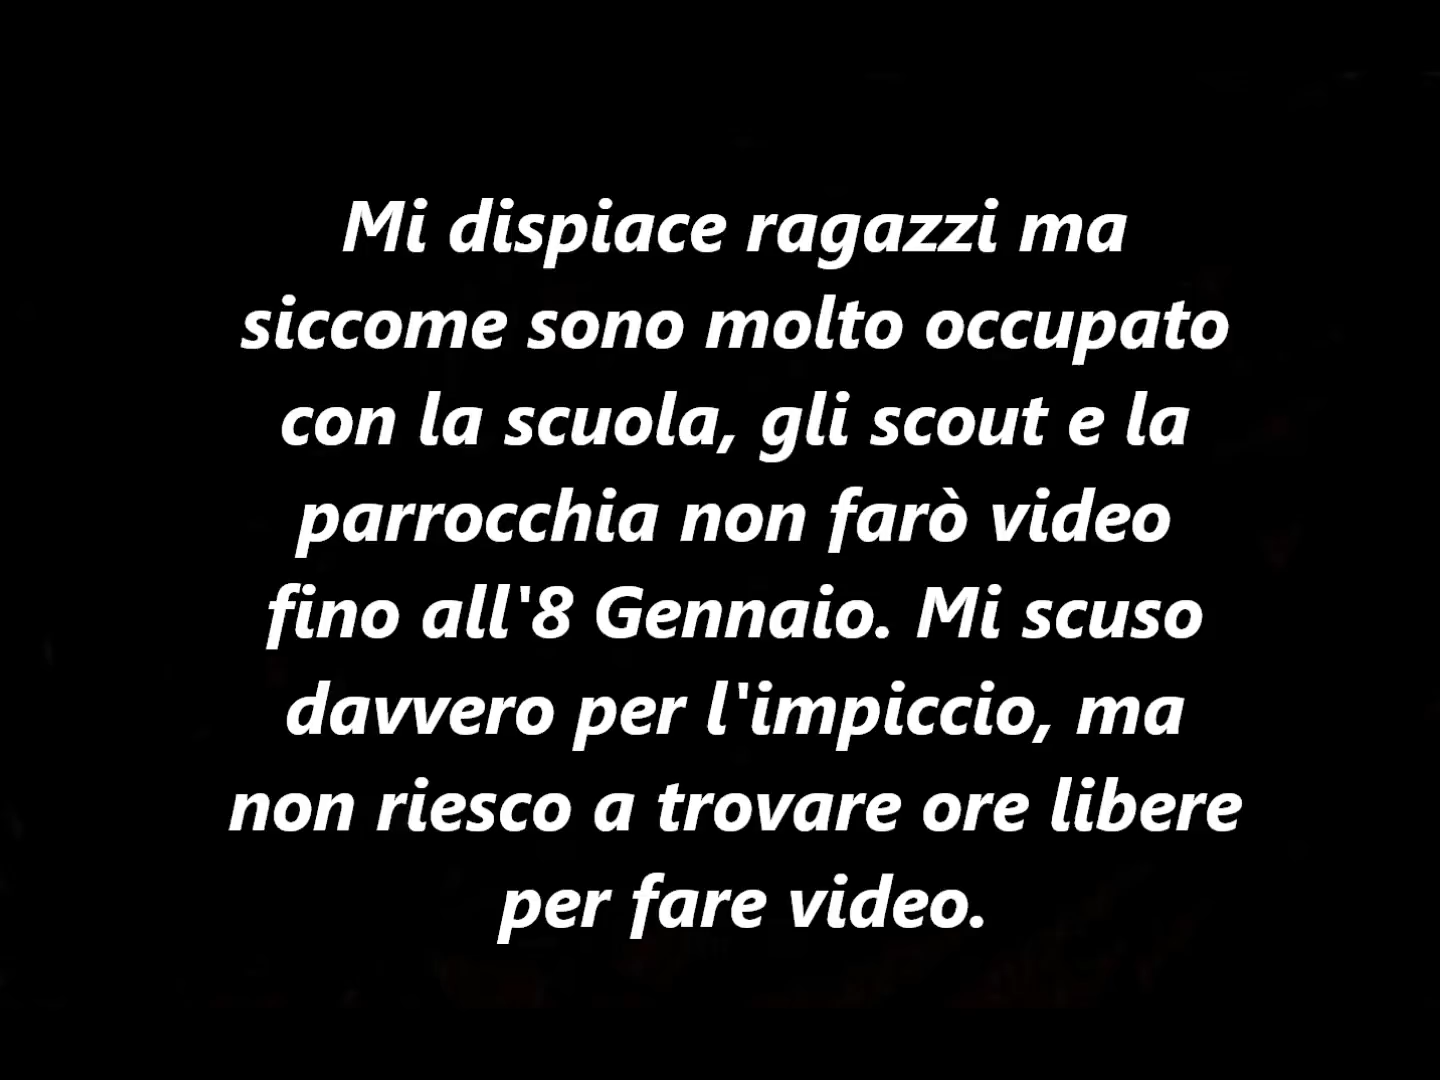 Mi dispiace ragazzi ma
siccome sono molto occupato
con la scuola, gli scout e la
parrocchia non farò video
fino all'8 Gennaio. Mi scuso
davvero per l'impiccio, ma
non riesco a trovare ore libere
per fare video.